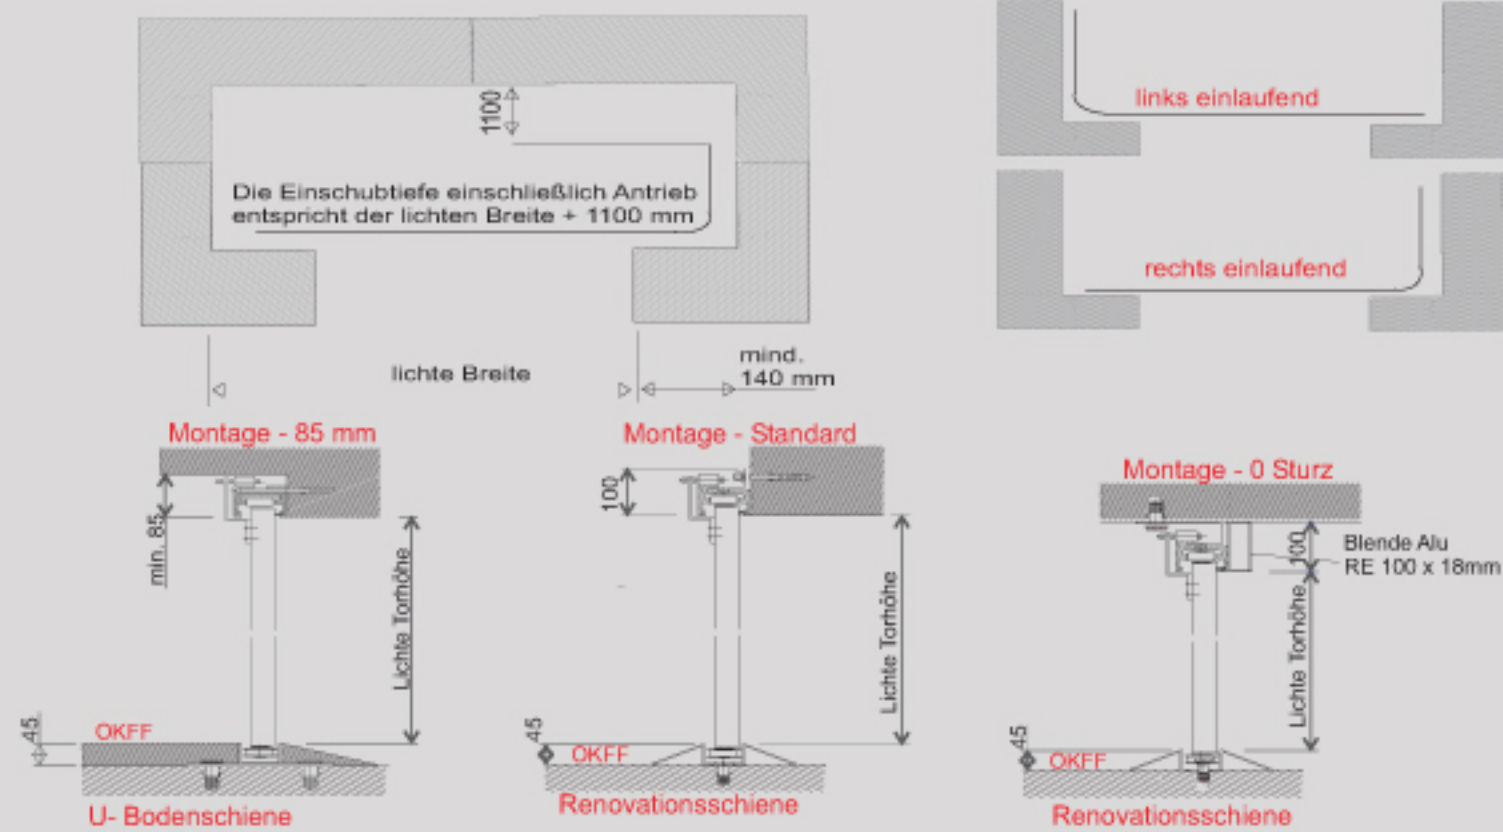 1100
Die Einschubtiefe einschließlich Antrieb
entspricht der lichten Breite + 1100 mm
links einlaufend
rechts einlaufend
lichte Breite
mind.
140 mm
Montage - 85 mm
min. 85
Lichte Torhöhe
45
OKFF
U- Bodenschiene
Montage - Standard
100
Lichte Torhöhe
45
OKFF
Renovationsschiene
Montage - 0 Sturz
100
Blende Alu
RE 100 x 18mm
Lichte Torhöhe
45
OKFF
Renovationsschiene